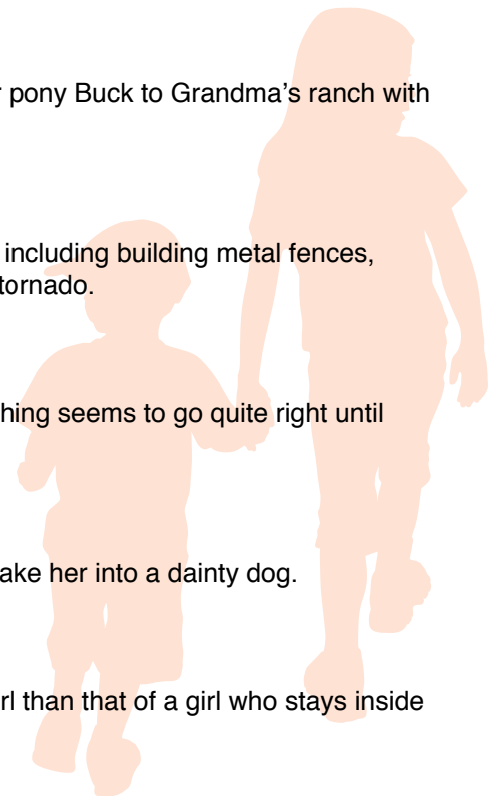 pony Buck to Grandma’s ranch with
including building metal fences,
tornado.
hing seems to go quite right until
ake her into a dainty dog.
rl than that of a girl who stays inside